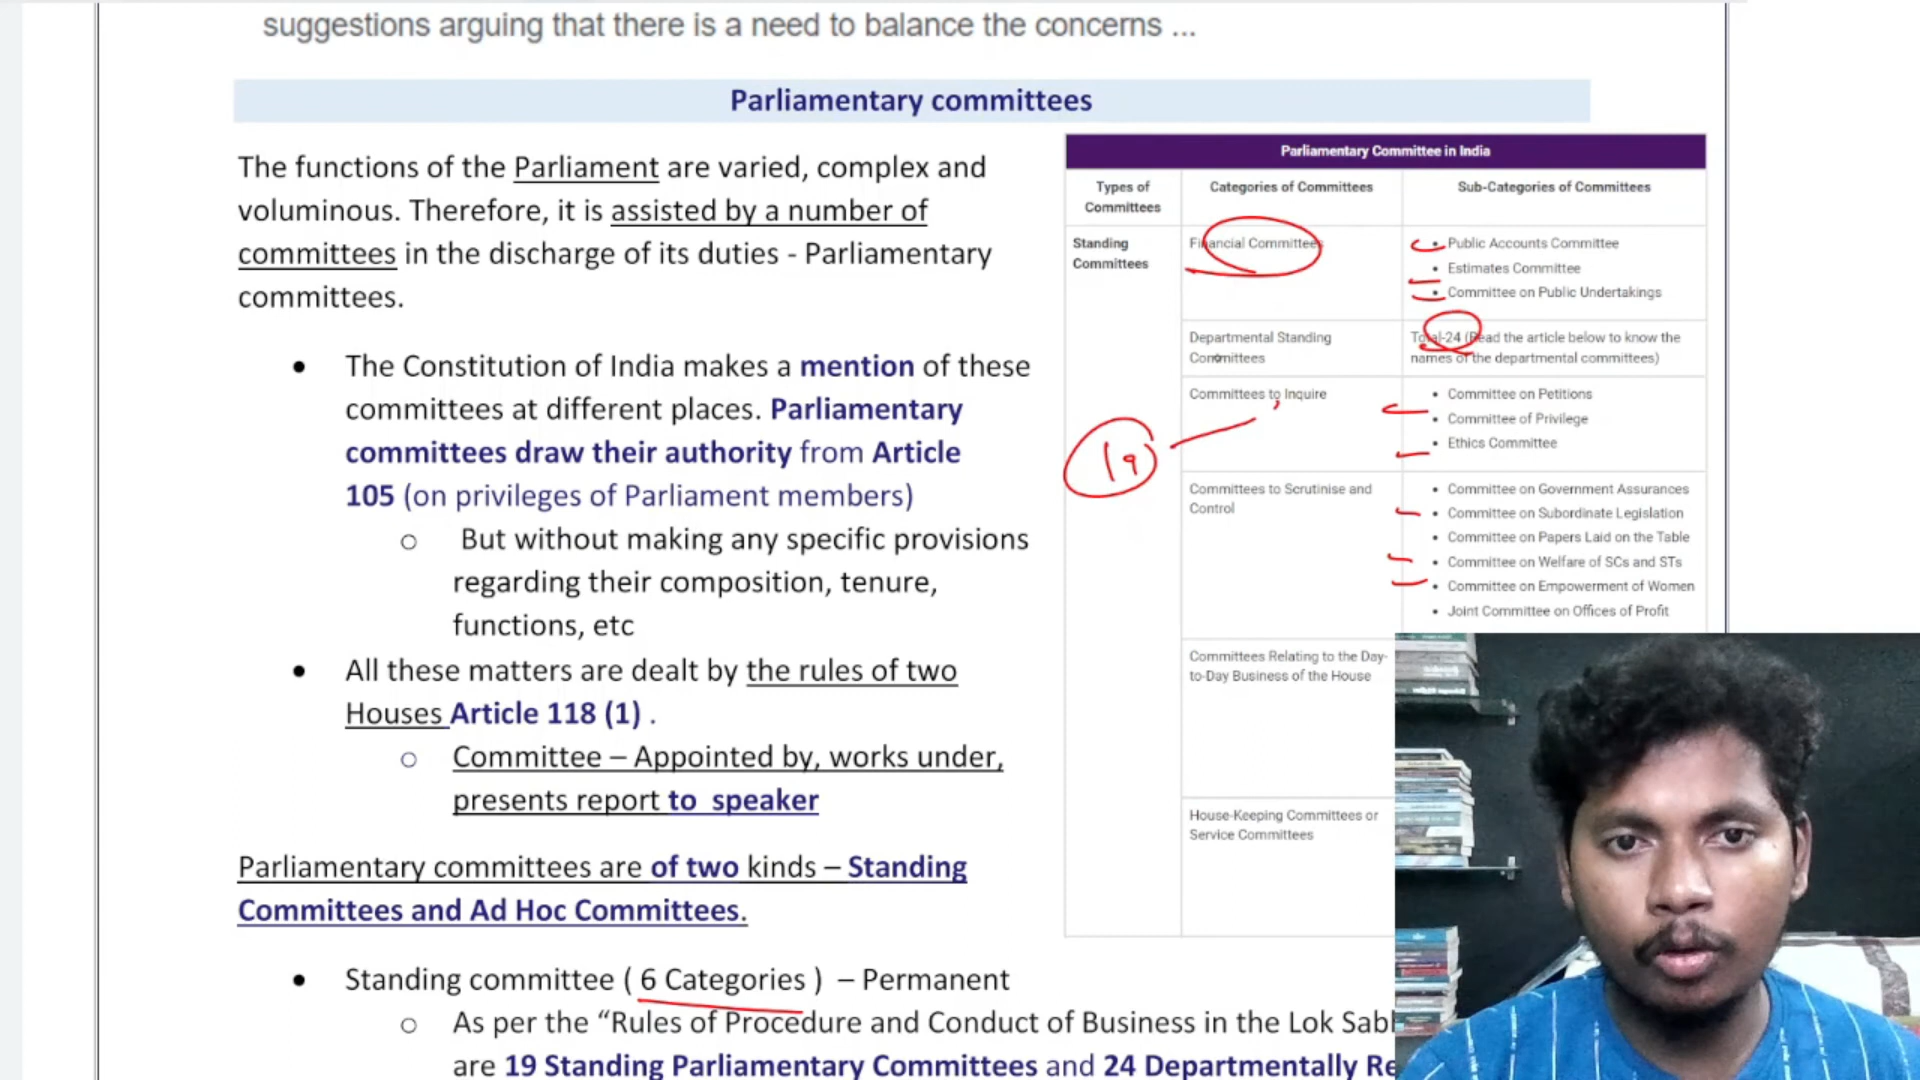 suggestions arguing that there is a need to balance the concerns ...
Parliamentary committees
The functions of the Parliament are varied, complex and
voluminous. Therefore, it is assisted by a number of
committees in the discharge of its duties - Parliamentary
committees.
• The Constitution of India makes a mention of these
committees at different places. Parliamentary
committees draw their authority from Article
105 (on privileges of Parliament members)
o But without making any specific provisions
regarding their composition, tenure,
functions, etc
• All these matters are dealt by the rules of two
Houses Article 118 (1) .
o Committee – Appointed by, works under,
presents report to speaker
Parliamentary committees are of two kinds – Standing
Committees and Ad Hoc Committees.
• Standing committee ( 6 Categories ) – Permanent
o As per the “Rules of Procedure and Conduct of Business in the Lok Sabl
are 19 Standing Parliamentary Committees and 24 Departmentally Re
Parliamentary Committee in India
Types of
Committees
Categories of Committees
Sub-Categories of Committees
Standing
Committees
Financial Committees
• Public Accounts Committee
• Estimates Committee
• Committee on Public Undertakings
Departmental Standing
Committees
Total-24 (Read the article below to know the
names of the departmental committees)
Committees to Inquire
• Committee on Petitions
• Committee of Privilege
• Ethics Committee
19
Committees to Scrutinise and
Control
• Committee on Government Assurances
• Committee on Subordinate Legislation
• Committee on Papers Laid on the Table
• Committee on Welfare of SCs and STs
• Committee on Empowerment of Women
• Joint Committee on Offices of Profit
Committees Relating to the Day-
to-Day Business of the House
House-Keeping Committees or
Service Committees